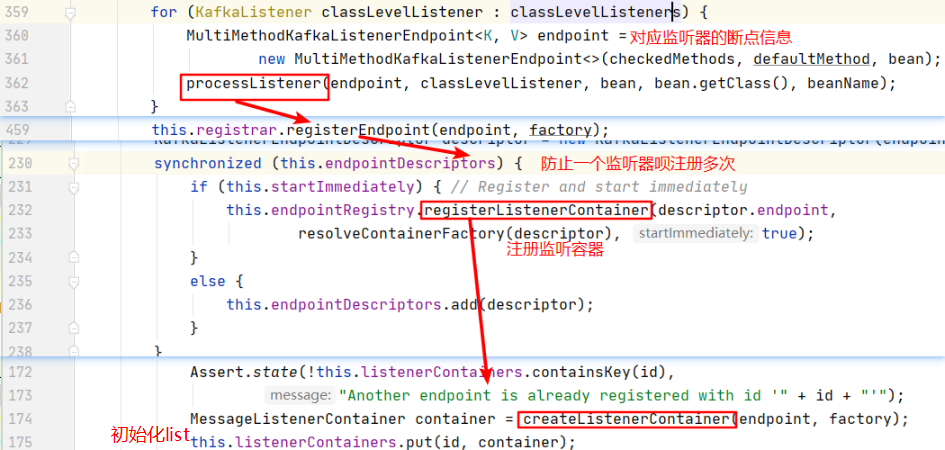 359 for (KafkaListener classLevelListener : classLevelListeners) {
360 MultiMethodKafkaListenerEndpoint<K, V> endpoint = 对应监听器的断点信息
361 new MultiMethodKafkaListenerEndpoint<>(checkedMethods, defaultMethod, bean);
362 processListener(endpoint, classLevelListener, bean, bean.getClass(), beanName);
363 }
459 this.registrar.registerEndpoint(endpoint, factory);
230 synchronized (this.endpointDescriptors) { 防止一个监听器呗注册多次
231 if (this.startImmediately) { // Register and start immediately
232 this.endpointRegistry.registerListenerContainer(descriptor.endpoint,
233 resolveContainerFactory(descriptor), startImmediately: true);
注册监听容器
234 }
235 else {
236 this.endpointDescriptors.add(descriptor);
237 }
238 }
172 Assert.state(!this.listenerContainers.containsKey(id),
173 message: "Another endpoint is already registered with id '" + id + "'");
174 MessageListenerContainer container = createListenerContainer(endpoint, factory);
初始化list
175 this.listenerContainers.put(id, container);